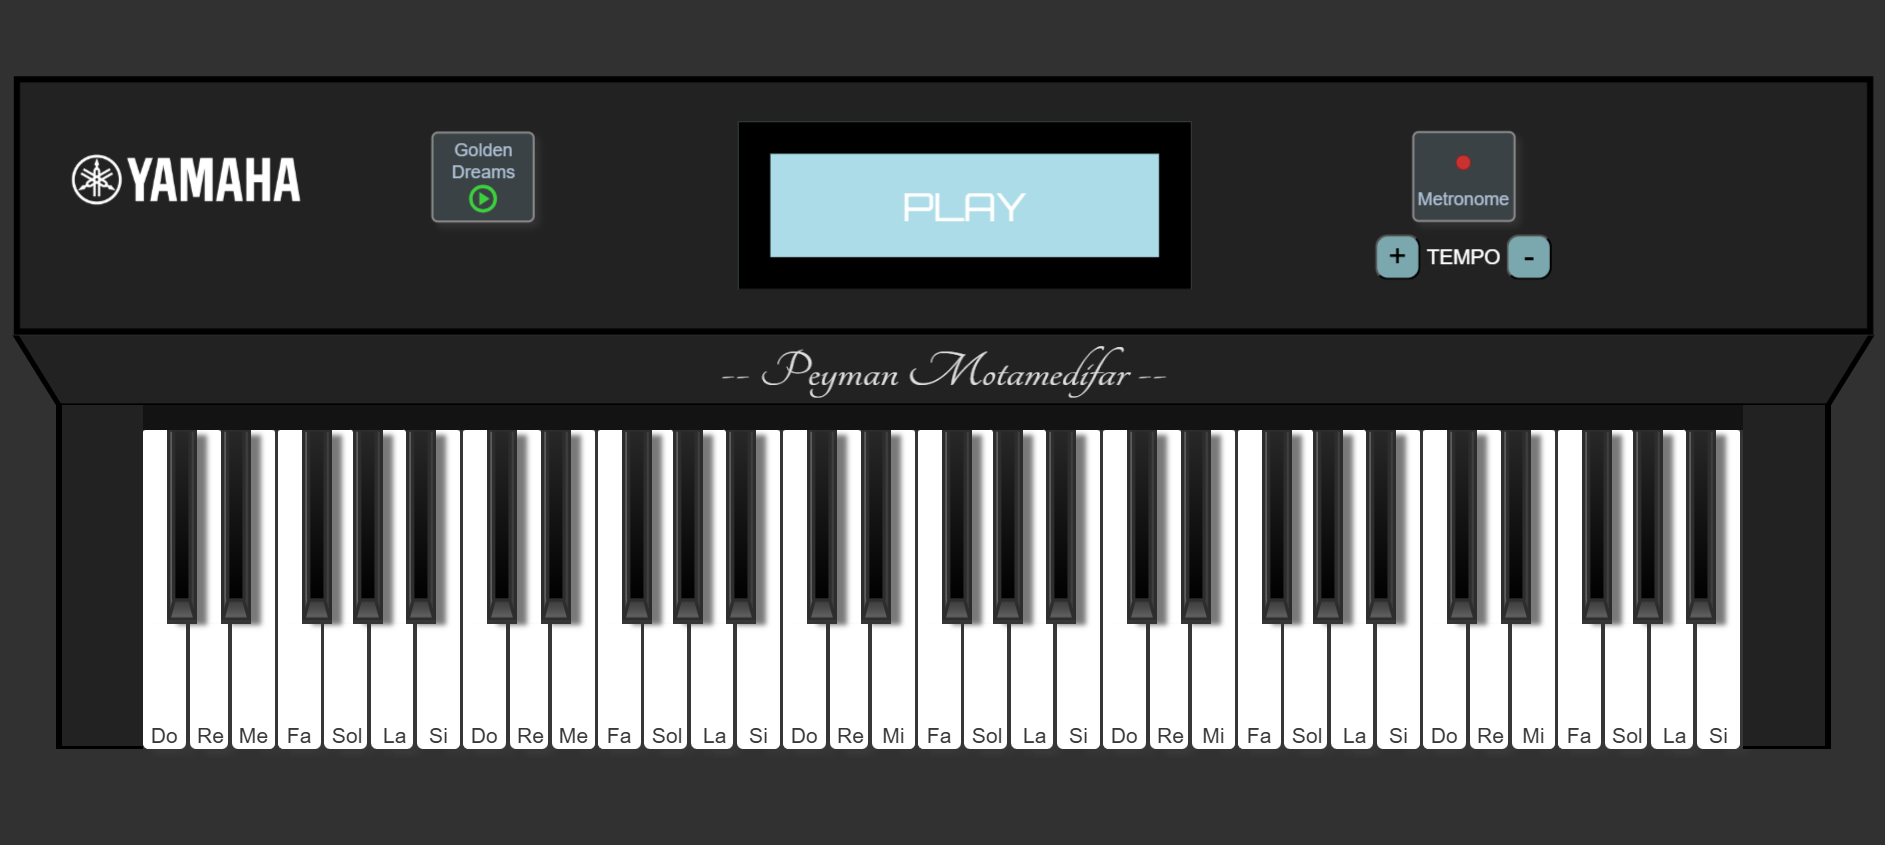 YAMAHA
Golden
Dreams
PLAY
Metronome
+ TEMPO -
-- Peyman Motamedifar --
Do Re Me Fa Sol La Si Do Re Me Fa Sol La Si Do Re Mi Fa Sol La Si Do Re Mi Fa Sol La Si Do Re Mi Fa Sol La Si